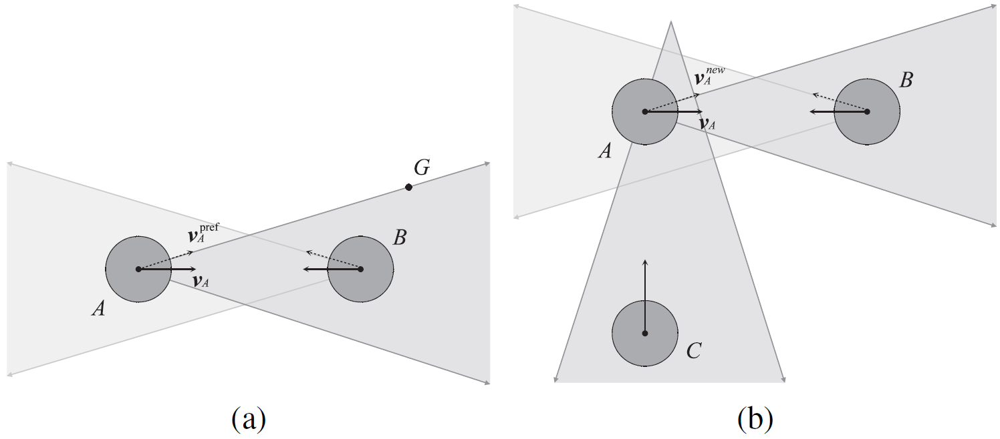 G
v_A^pref
B
v_A
A
(a)
v_A^new
B
v_A
A
C
(b)